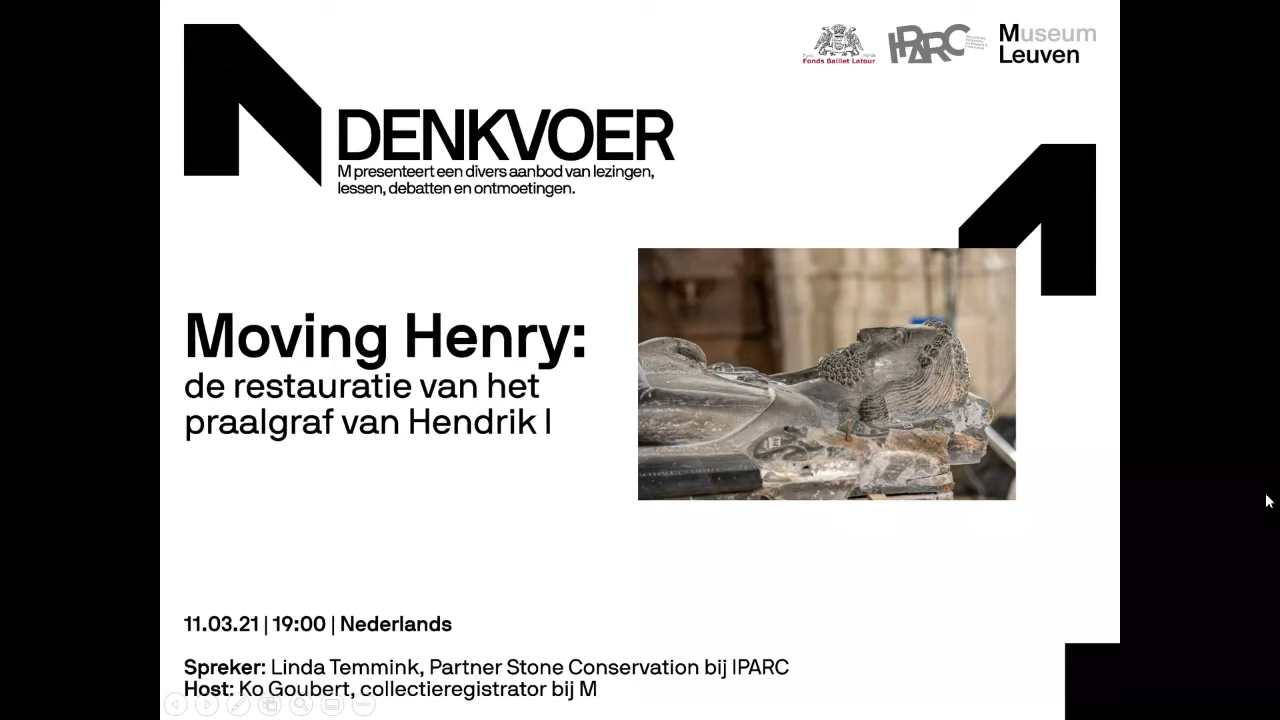 Fonds Baillet Latour
IPARC
Museum
Leuven
DENKVOER
M presenteert een divers aanbod van lezingen,
lessen, debatten en ontmoetingen.
Moving Henry:
de restauratie van het
praalgraf van Hendrik I
11.03.21 | 19:00 | Nederlands
Spreker: Linda Temmink, Partner Stone Conservation bij IPARC
Host: Ko Goubert, collectieregistrator bij M